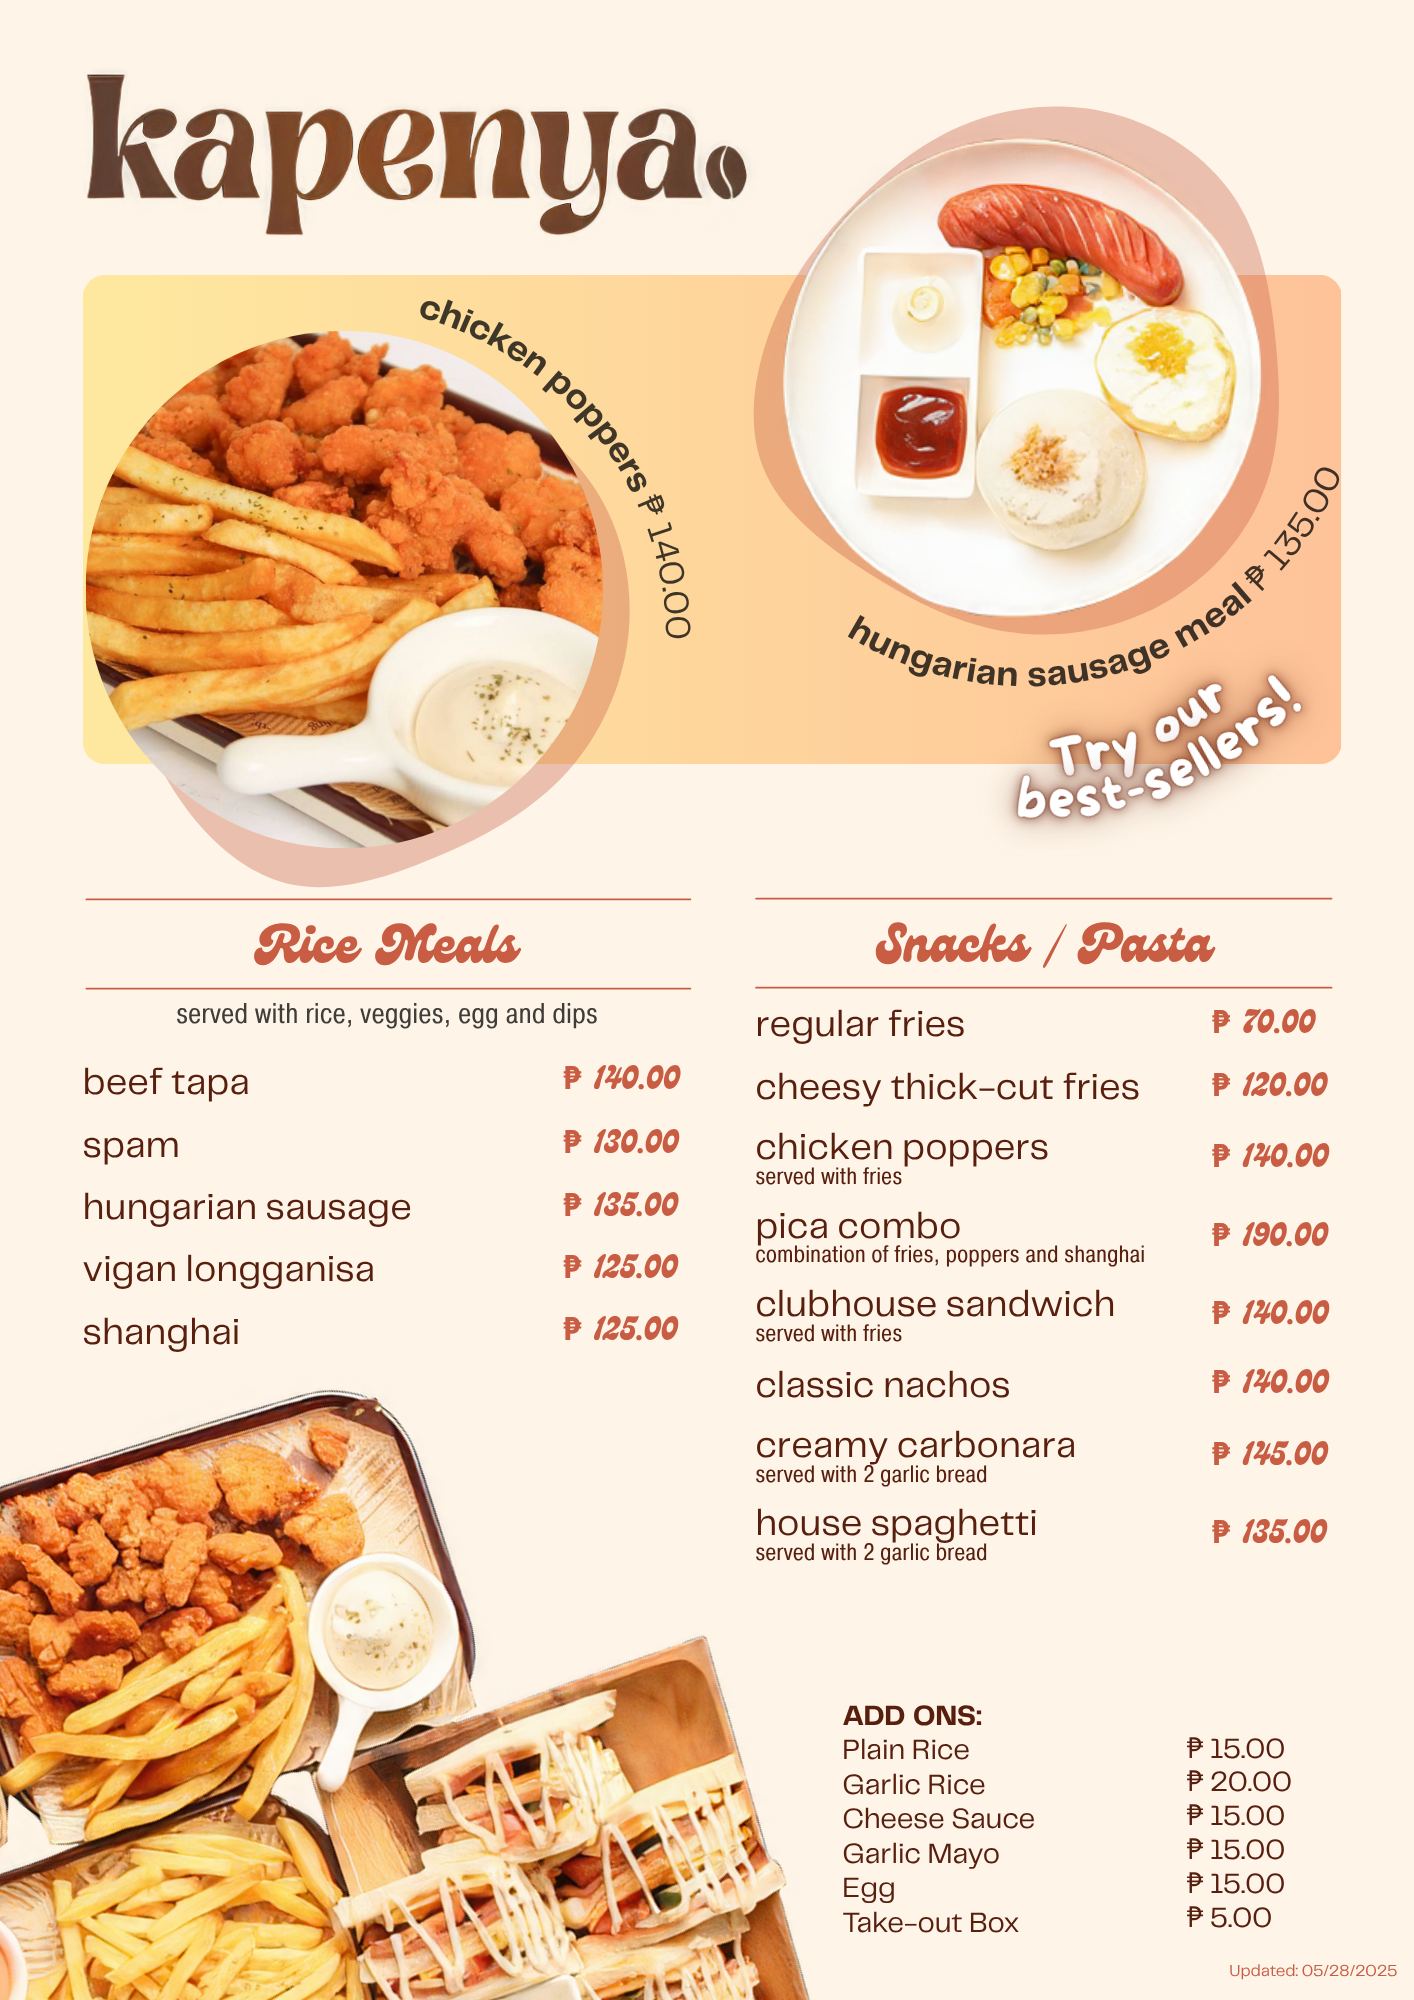 kapenya
chicken poppers ₱ 140.00
hungarian sausage meal ₱ 135.00
Try our
best-sellers!
Rice Meals
served with rice, veggies, egg and dips
beef tapa ₱ 140.00
spam ₱ 130.00
hungarian sausage ₱ 135.00
vigan longganisa ₱ 125.00
shanghai ₱ 125.00
Snacks / Pasta
regular fries ₱ 70.00
cheesy thick-cut fries ₱ 120.00
chicken poppers ₱ 140.00
served with fries
pica combo ₱ 190.00
combination of fries, poppers and shanghai
clubhouse sandwich ₱ 140.00
served with fries
classic nachos ₱ 140.00
creamy carbonara ₱ 145.00
served with 2 garlic bread
house spaghetti ₱ 135.00
served with 2 garlic bread
ADD ONS:
Plain Rice ₱ 15.00
Garlic Rice ₱ 20.00
Cheese Sauce ₱ 15.00
Garlic Mayo ₱ 15.00
Egg ₱ 15.00
Take-out Box ₱ 5.00
Updated: 05/28/2025